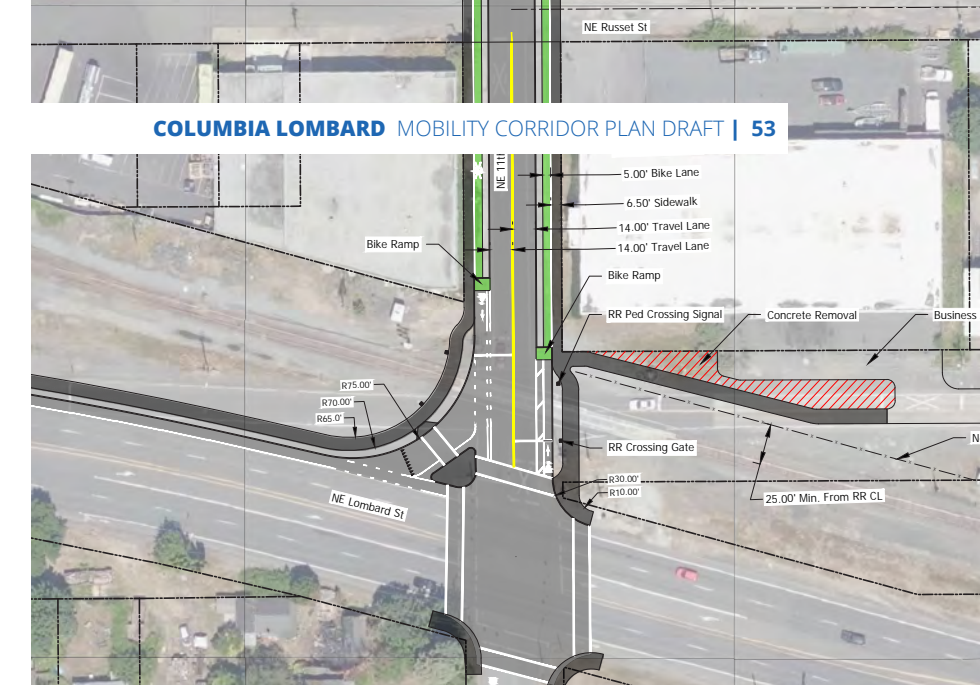 NE Russet St
COLUMBIA LOMBARD MOBILITY CORRIDOR PLAN DRAFT | 53
NE 11t
5.00' Bike Lane
6.50' Sidewalk
14.00' Travel Lane
14.00' Travel Lane
Bike Ramp
Bike Ramp
RR Ped Crossing Signal
Concrete Removal
Business
R75.00'
R70.00'
R65.0'
RR Crossing Gate
N
R30.00'
R10.00'
25.00' Min. From RR CL
NE Lombard St